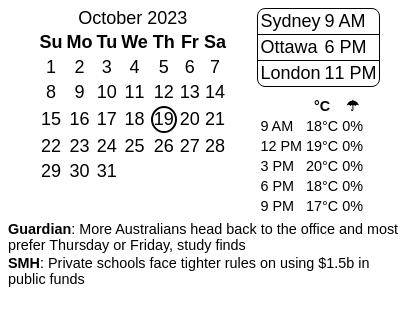 October 2023
Su Mo Tu We Th Fr Sa
1 2 3 4 5 6 7
8 9 10 11 12 13 14
15 16 17 18 19 20 21
22 23 24 25 26 27 28
29 30 31
Sydney 9 AM
Ottawa 6 PM
London 11 PM
°C ☂
9 AM 18°C 0%
12 PM 19°C 0%
3 PM 20°C 0%
6 PM 18°C 0%
9 PM 17°C 0%
Guardian: More Australians head back to the office and most
prefer Thursday or Friday, study finds
SMH: Private schools face tighter rules on using $1.5b in
public funds